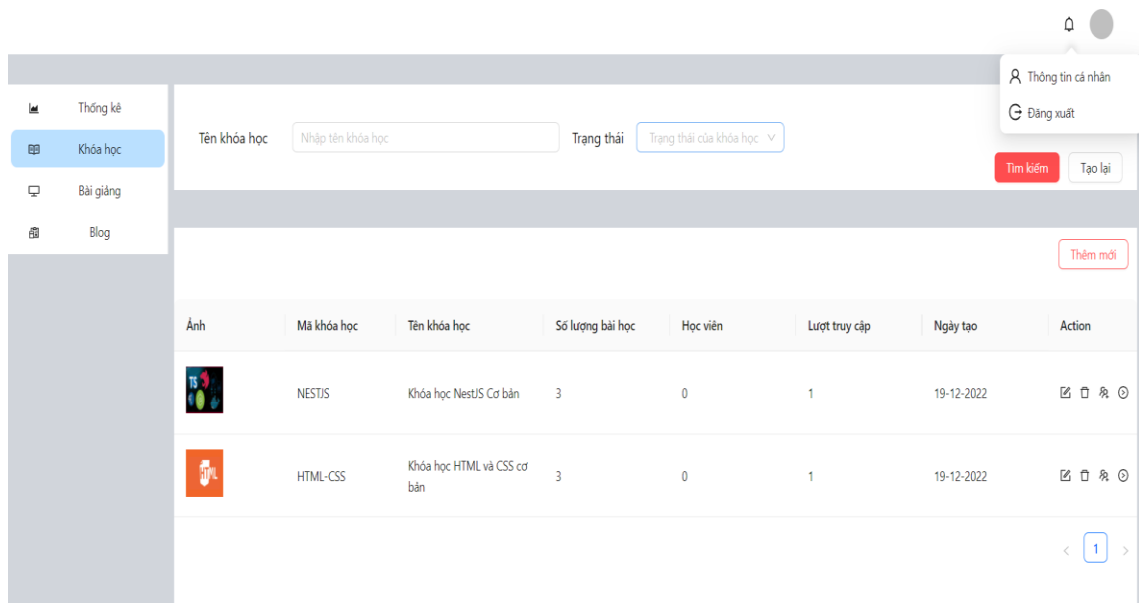 Thông tin cá nhân
Đăng xuất
Thống kê
Khóa học
Bài giảng
Blog
Tên khóa học
Nhập tên khóa học
Trạng thái
Trạng thái của khóa học
Tìm kiếm
Tạo lại
Thêm mới
Ảnh Mã khóa học Tên khóa học Số lượng bài học Học viên Lượt truy cập Ngày tạo Action
TS
NESTJS Khóa học NestJS Cơ bản 3 0 1 19-12-2022
HTML
HTML-CSS Khóa học HTML và CSS cơ
bản 3 0 1 19-12-2022
1